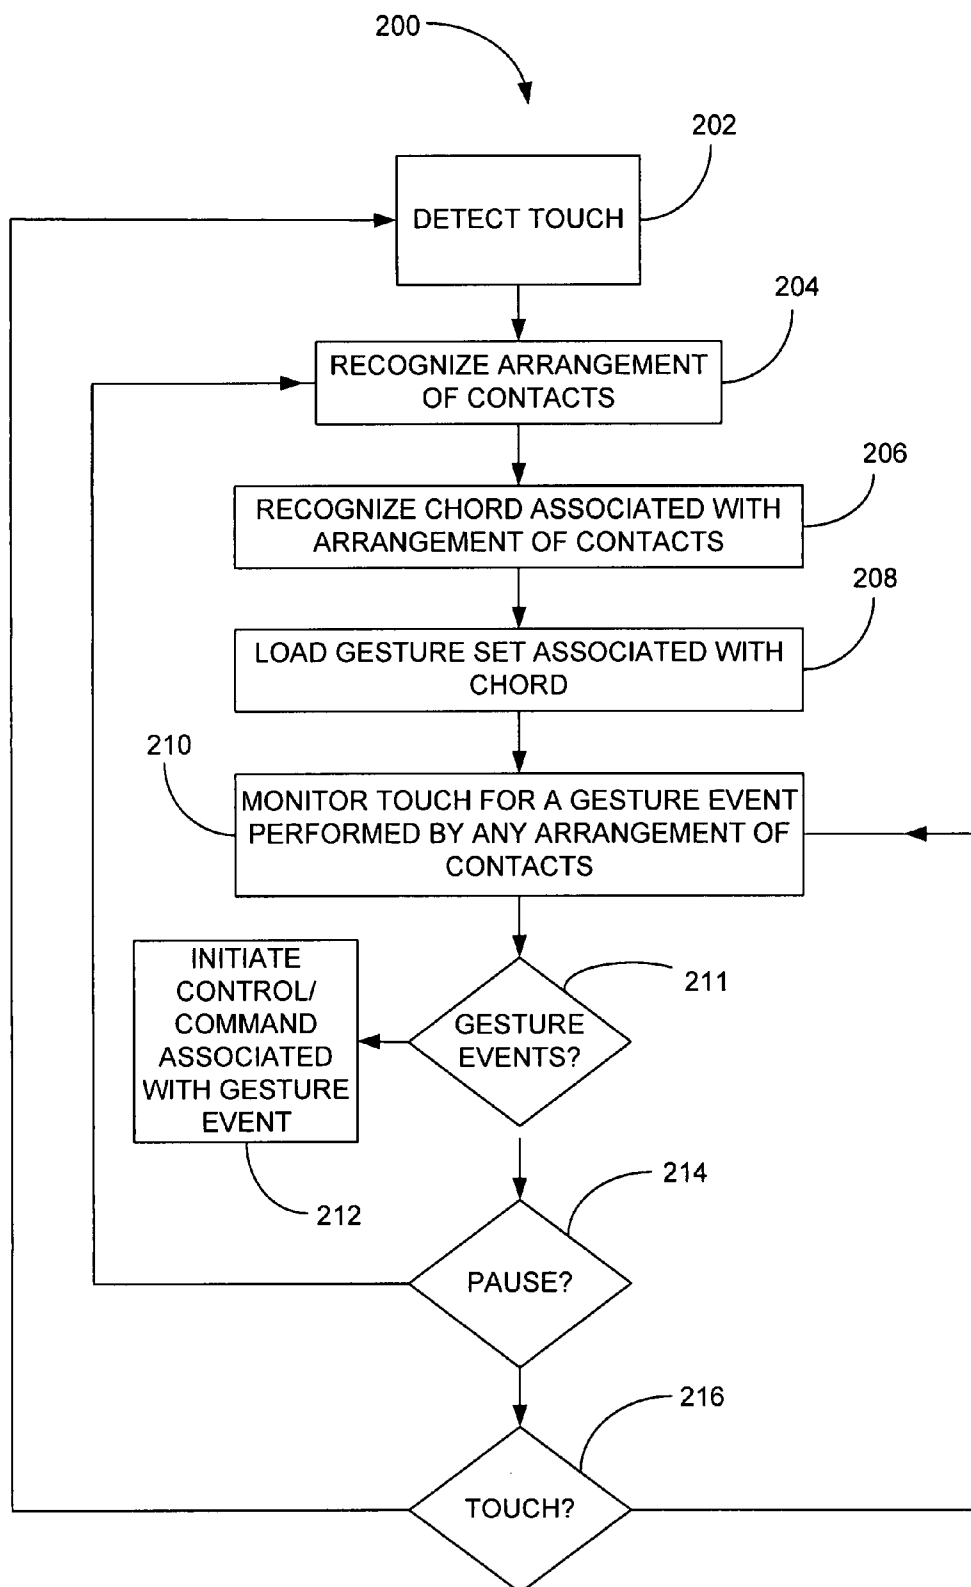 200
202
DETECT TOUCH
204
RECOGNIZE ARRANGEMENT
OF CONTACTS
206
RECOGNIZE CHORD ASSOCIATED WITH
ARRANGEMENT OF CONTACTS
208
LOAD GESTURE SET ASSOCIATED WITH
CHORD
210
MONITOR TOUCH FOR A GESTURE EVENT
PERFORMED BY ANY ARRANGEMENT OF
CONTACTS
211
GESTURE
EVENTS?
INITIATE
CONTROL/
COMMAND
ASSOCIATED
WITH GESTURE
EVENT
212
214
PAUSE?
216
TOUCH?